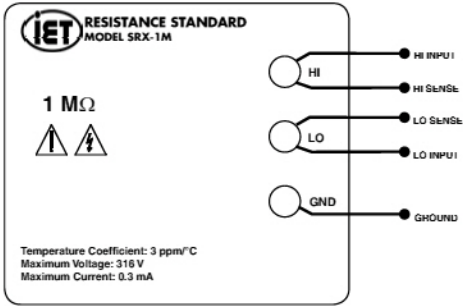 IET RESISTANCE STANDARD
MODEL SRX-1M
HI INPUT
HI
HI SENSE
1 MΩ
LO SENSE
LO
LO INPUT
GND
GROUND
Temperature Coefficient: 3 ppm/°C
Maximum Voltage: 316 V
Maximum Current: 0.3 mA